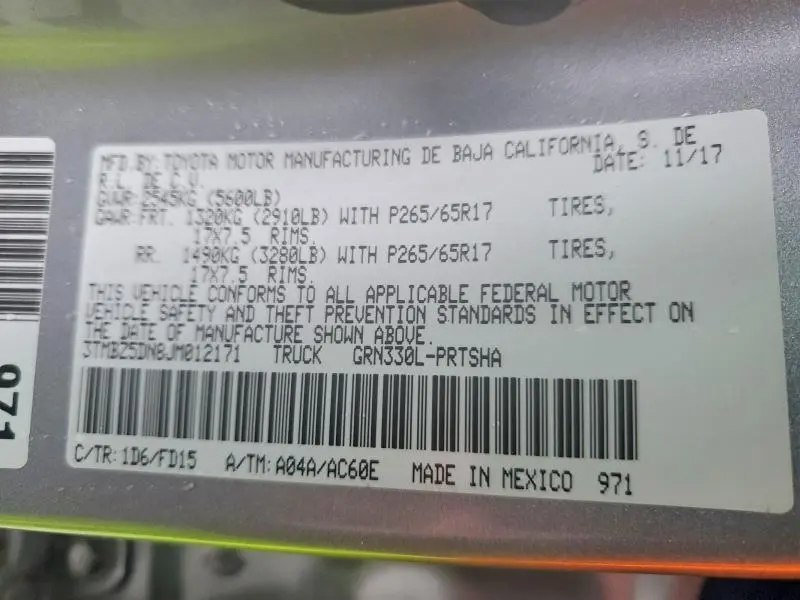 MFD.BY: TOYOTA MOTOR MANUFACTURING DE BAJA CALIFORNIA, S. DE
R.L. DE C.V. DATE: 11/17
GVWR: 2545KG (5600LB)
GAWR: FRT. 1320KG (2910LB) WITH P265/65R17 TIRES,
17X7.5 RIMS.
RR. 1490KG (3280LB) WITH P265/65R17 TIRES,
17X7.5 RIMS.
THIS VEHICLE CONFORMS TO ALL APPLICABLE FEDERAL MOTOR
VEHICLE SAFETY AND THEFT PREVENTION STANDARDS IN EFFECT ON
THE DATE OF MANUFACTURE SHOWN ABOVE.
3TMBZ5DN8JM012171 TRUCK GRN330L-PRTSHA
C/TR: 1D6/FD15 A/TM: A04A/AC60E MADE IN MEXICO 971
971